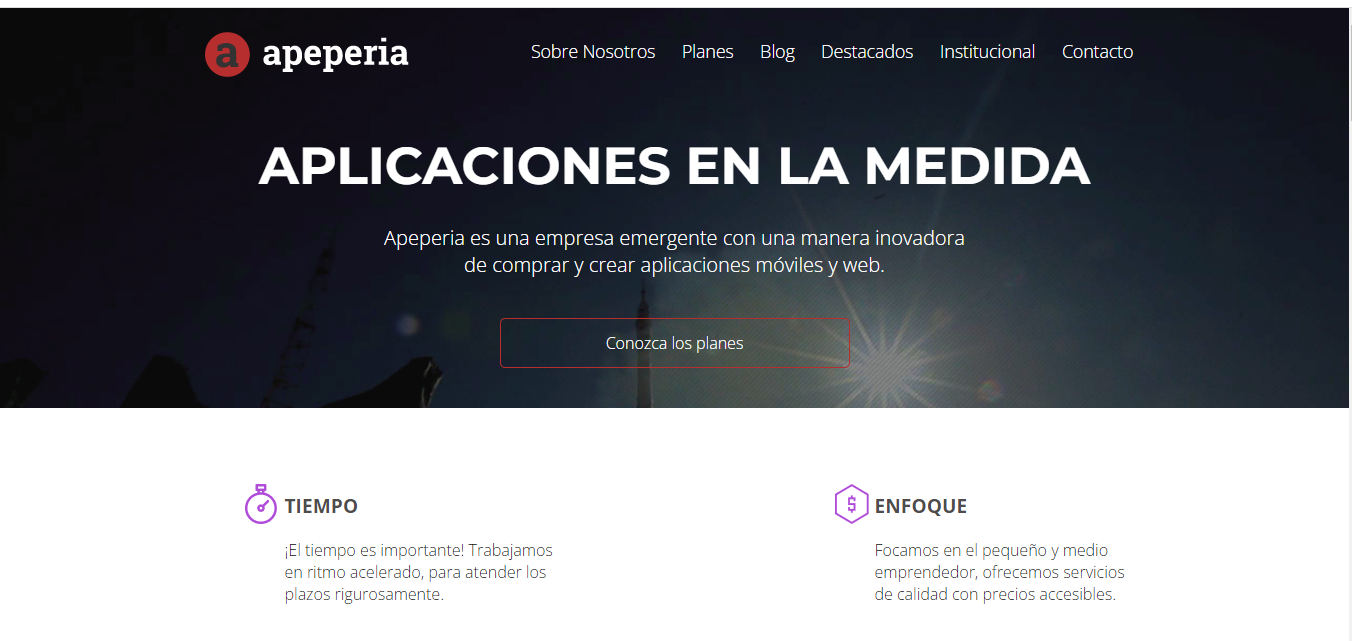 a apeperia
Sobre Nosotros Planes Blog Destacados Institucional Contacto
APLICACIONES EN LA MEDIDA
Apeperia es una empresa emergente con una manera inovadora
de comprar y crear aplicaciones móviles y web.
Conozca los planes
TIEMPO
¡El tiempo es importante! Trabajamos
en ritmo acelerado, para atender los
plazos rigurosamente.
$ ENFOQUE
Focamos en el pequeño y medio
emprendedor, ofrecemos servicios
de calidad con precios accesibles.